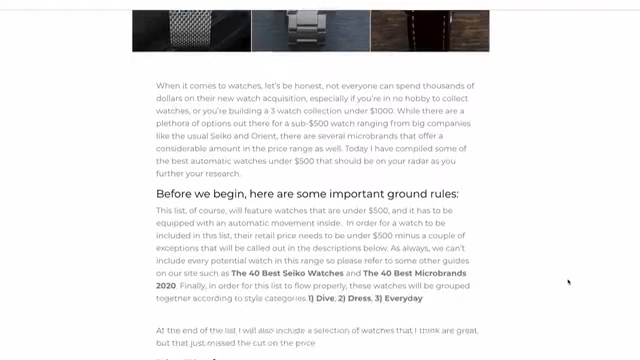 When it comes to watches, let's be honest, not everyone can spend thousands of
dollars on their new watch acquisition, especially if you're in no hobby to collect
watches, or you're building a 3 watch collection under $1000. While there are a
plethora of options out there for a sub-$500 watch ranging from big companies
like the usual Seiko and Orient, there are several microbrands that offer a
considerable amount in the price range as well. Today I have compiled some of
the best automatic watches under $500 that should be on your radar as you
further your research.
Before we begin, here are some important ground rules:
This list, of course, will feature watches that are under $500, and it has to be
equipped with an automatic movement inside. In order for a watch to be
included in this list, their retail price needs to be under $500 minus a couple of
exceptions that will be called out in the descriptions below. As always, we can't
include every potential watch in this range so please refer to some other guides
on our site such as The 40 Best Seiko Watches and The 40 Best Microbrands
2020. Finally, in order for this list to flow properly, these watches will be grouped
together according to style categories 1) Dive, 2) Dress, 3) Everyday
At the end of the list I will also include a selection of watches that I think are great,
but that just missed the cut on the price